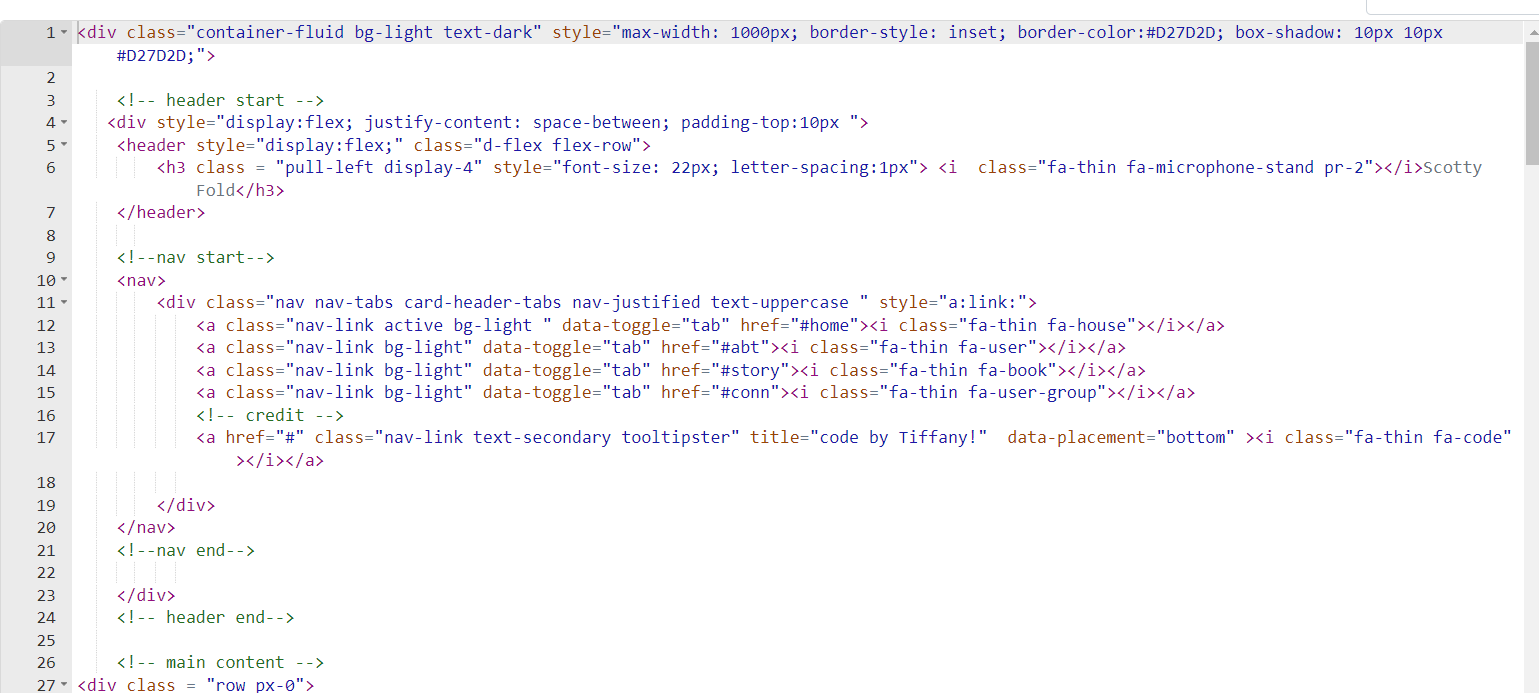 1 <div class="container-fluid bg-light text-dark" style="max-width: 1000px; border-style: inset; border-color:#D27D2D; box-shadow: 10px 10px
#D27D2D;">
2
3 <!-- header start -->
4 <div style="display:flex; justify-content: space-between; padding-top:10px ">
5 <header style="display:flex;" class="d-flex flex-row">
6 <h3 class = "pull-left display-4" style="font-size: 22px; letter-spacing:1px"> <i  class="fa-thin fa-microphone-stand pr-2"></i>Scotty
Fold</h3>
7 </header>
8
9 <!--nav start-->
10 <nav>
11 <div class="nav nav-tabs card-header-tabs nav-justified text-uppercase " style="a:link:">
12 <a class="nav-link active bg-light " data-toggle="tab" href="#home"><i class="fa-thin fa-house"></i></a>
13 <a class="nav-link bg-light" data-toggle="tab" href="#abt"><i class="fa-thin fa-user"></i></a>
14 <a class="nav-link bg-light" data-toggle="tab" href="#story"><i class="fa-thin fa-book"></i></a>
15 <a class="nav-link bg-light" data-toggle="tab" href="#conn"><i class="fa-thin fa-user-group"></i></a>
16 <!-- credit -->
17 <a href="#" class="nav-link text-secondary tooltipster" title="code by Tiffany!"  data-placement="bottom" ><i class="fa-thin fa-code"
></i></a>
18
19 </div>
20 </nav>
21 <!--nav end-->
22
23 </div>
24 <!-- header end-->
25
26 <!-- main content -->
27 <div class = "row px-0">